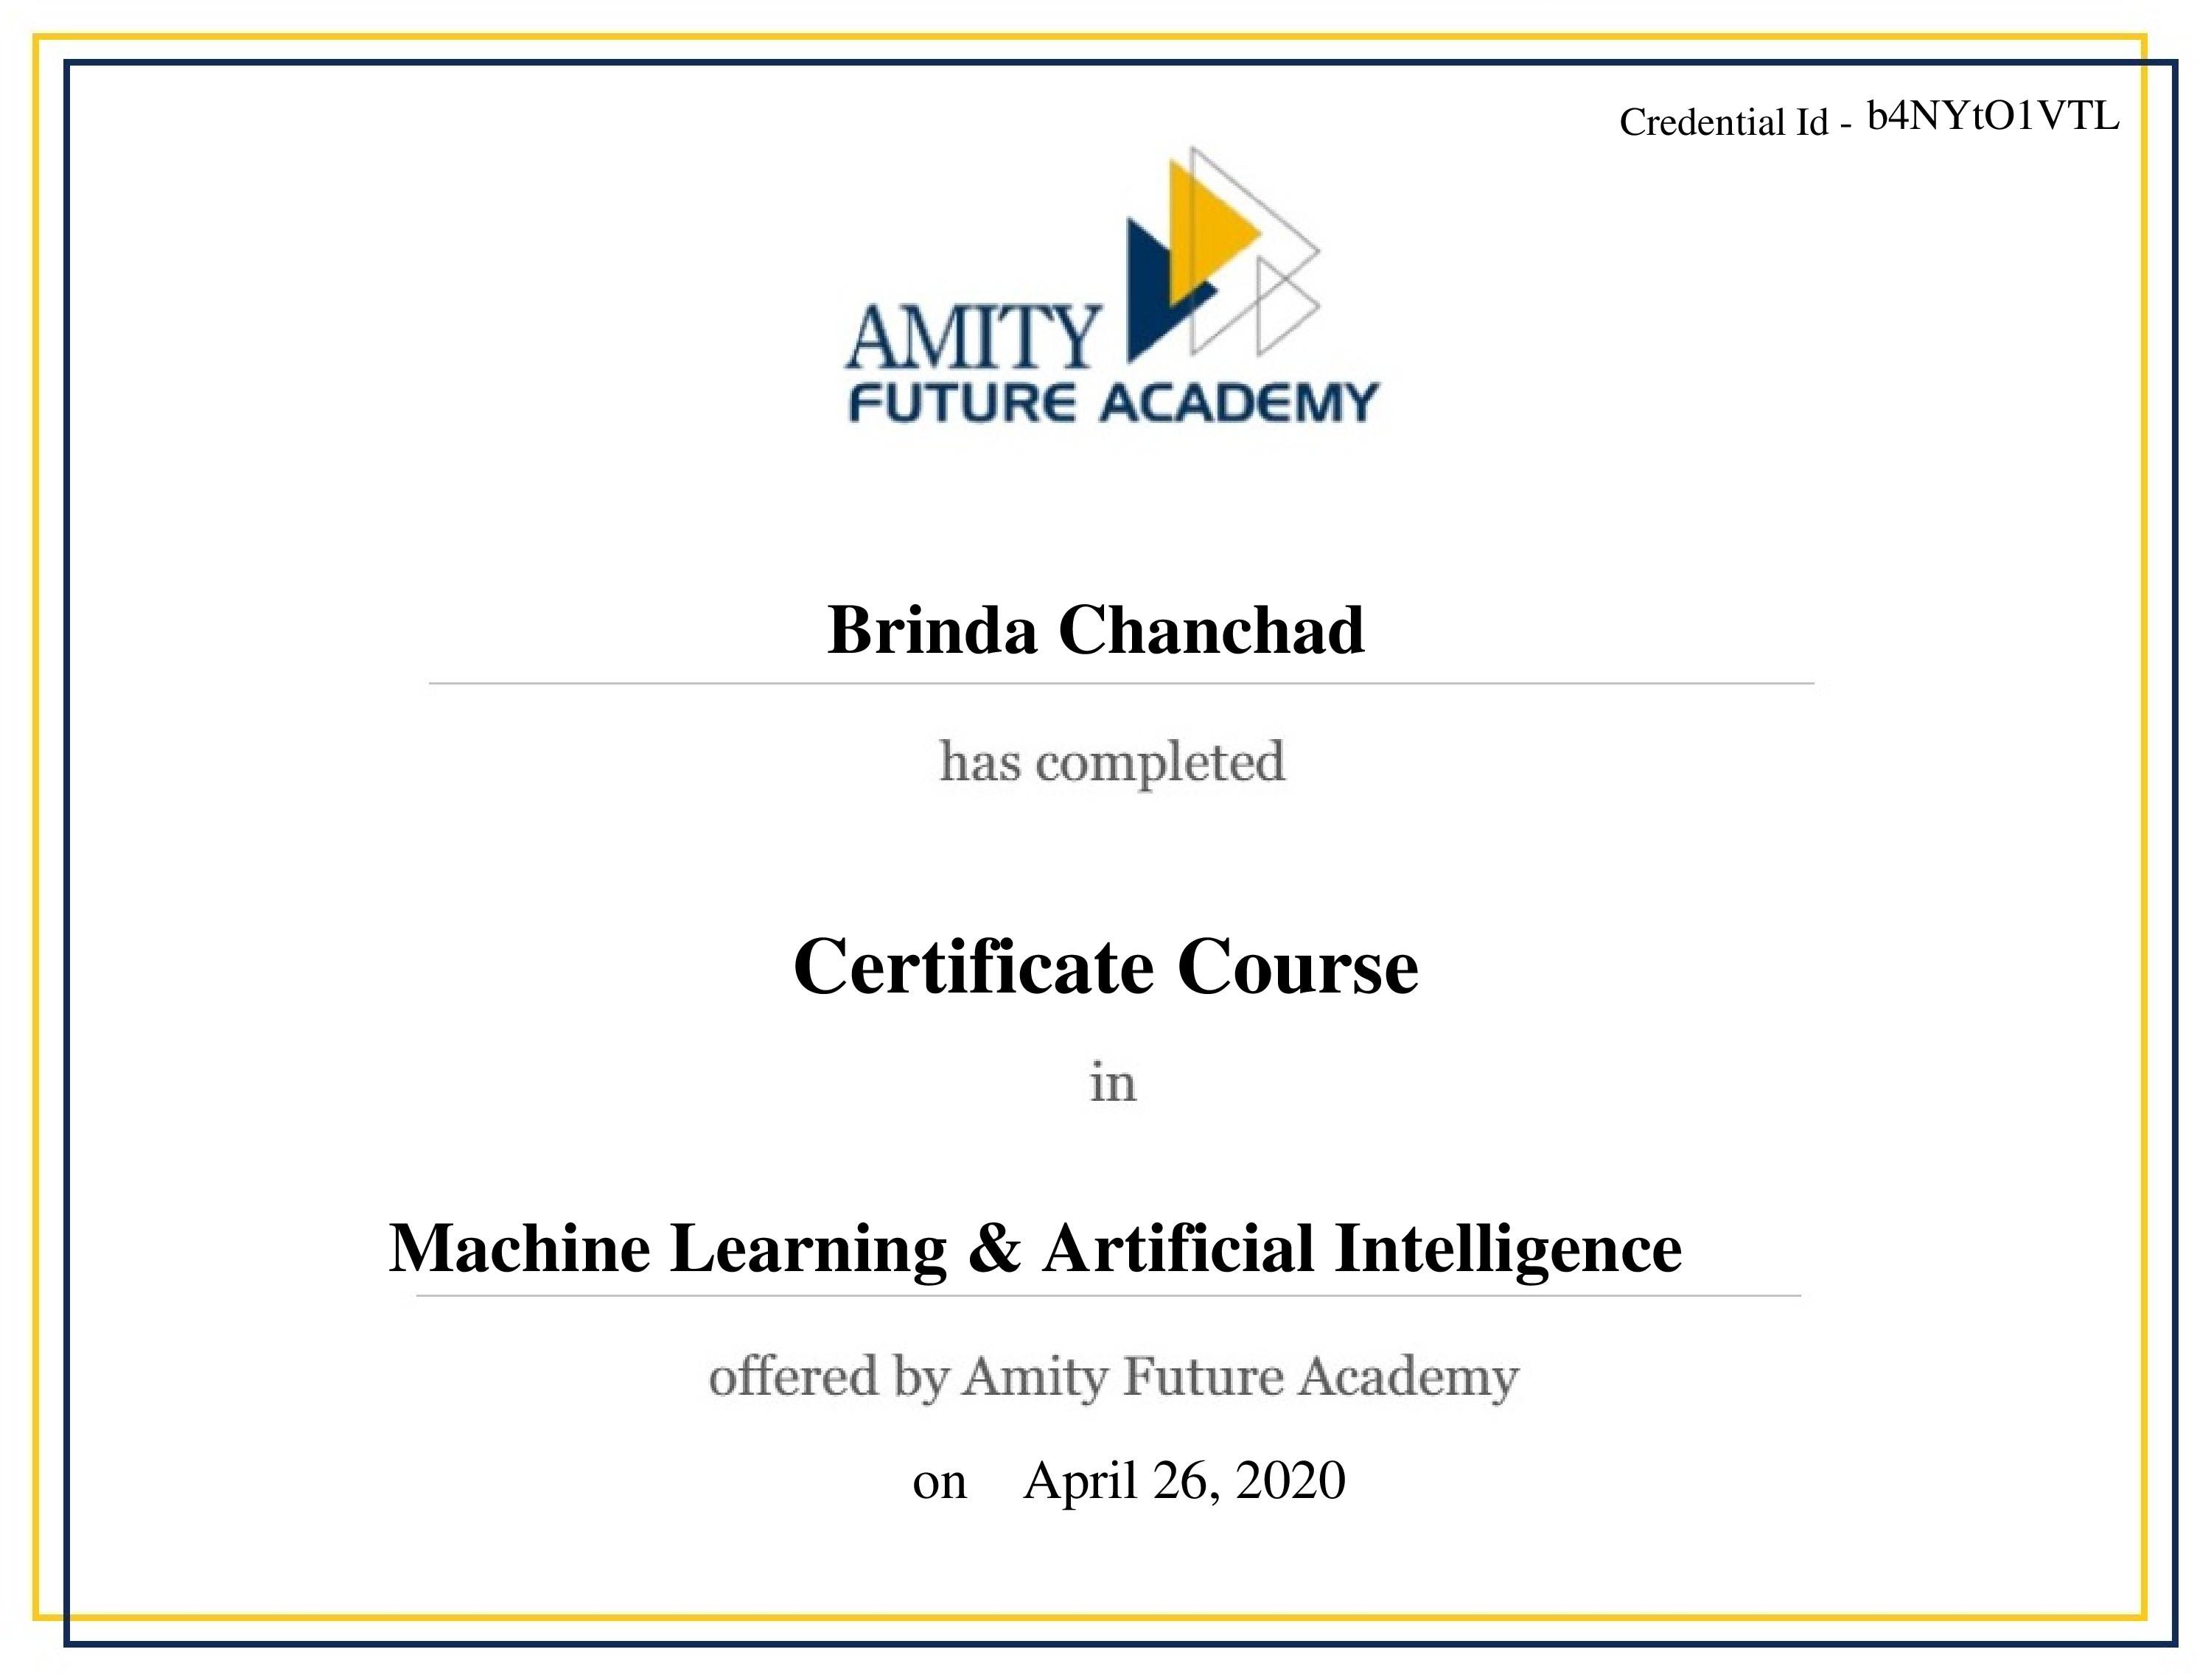 Credential Id - b4NYtO1VTL
AMITY
FUTURE ACADEMY
Brinda Chanchad
has completed
Certificate Course
in
Machine Learning & Artificial Intelligence
offered by Amity Future Academy
on April 26, 2020